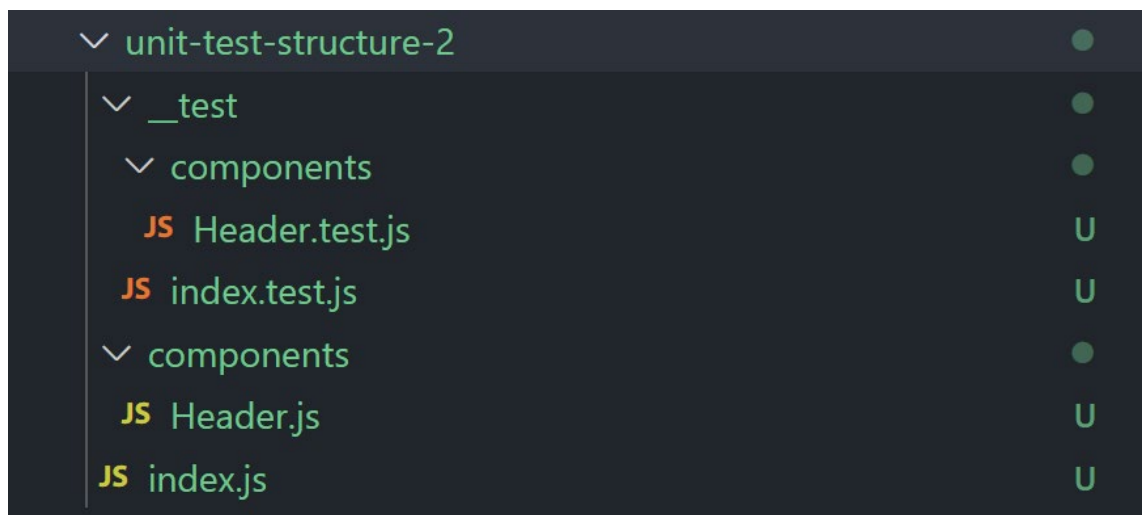 unit-test-structure-2
__test
components
JS Header.test.js U
JS index.test.js U
components
JS Header.js U
JS index.js U